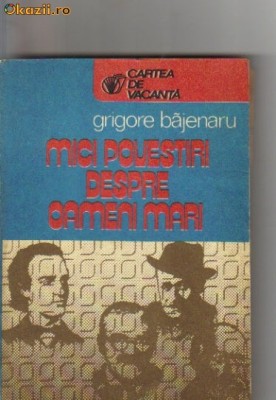 Okazii.ro
CARTEA
DE
VACANȚĂ
grigore băjenaru
MICI POVESTIRI
DESPRE
OAMENI MARI